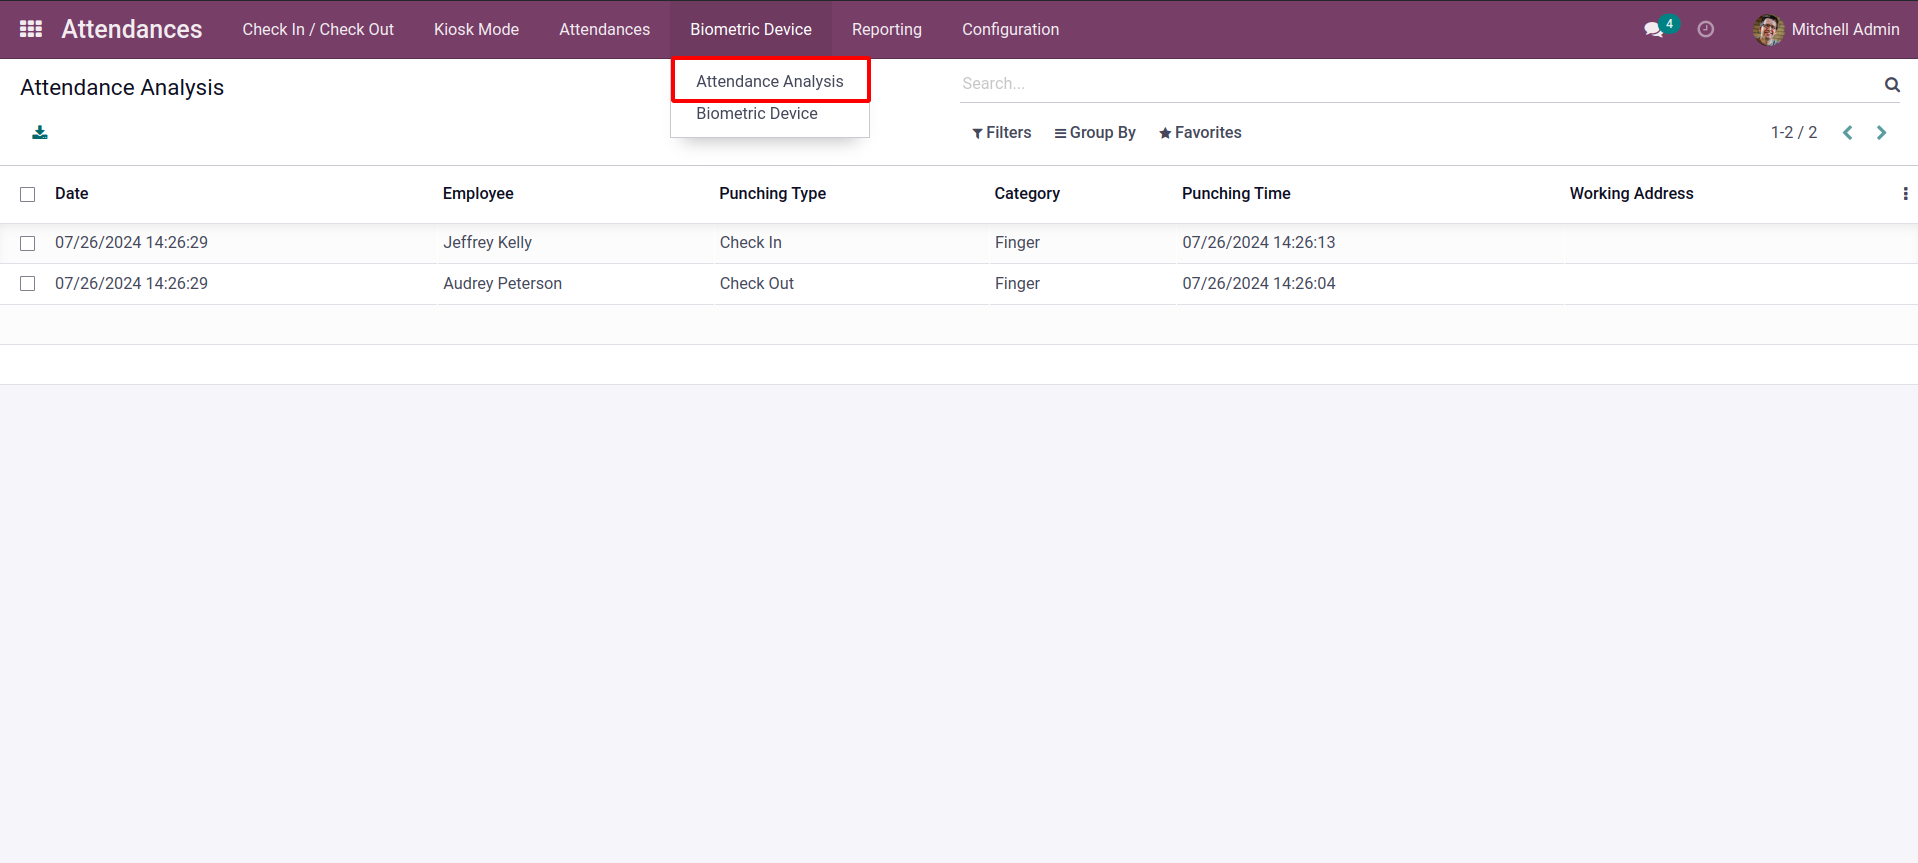 Attendances Check In / Check Out Kiosk Mode Attendances Biometric Device Reporting Configuration 4 Mitchell Admin
Attendance Analysis
Attendance Analysis
Biometric Device
Search...
Filters Group By Favorites 1-2 / 2
Date Employee Punching Type Category Punching Time Working Address
07/26/2024 14:26:29 Jeffrey Kelly Check In Finger 07/26/2024 14:26:13
07/26/2024 14:26:29 Audrey Peterson Check Out Finger 07/26/2024 14:26:04